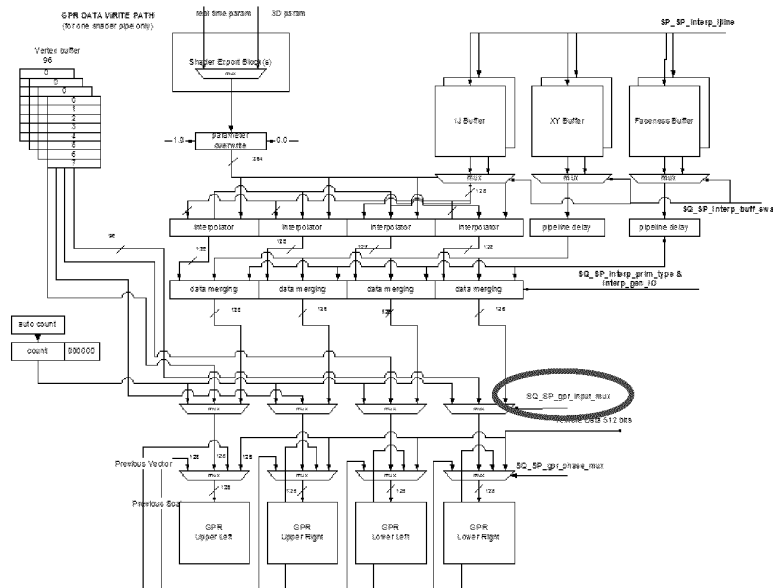 GPR DATA WRITE PATH
(for one shader pipe only)
real time param
3D param
SP_SP_interp_ijline
Vertex buffer
96
0
0
0
0
1
2
3
4
5
6
7
Shader Export Block(s)
mux
IJ Buffer
XY Buffer
Faceness Buffer
1.0
parameter
overwrite
0.0
mux
mux
mux
128
SQ_SP_interp_buff_swa
interpolator
interpolator
interpolator
interpolator
pipeline delay
pipeline delay
96
128
128
128
128
SQ_SP_interp_prim_type &
interp_gen_I0
data merging
data merging
data merging
data merging
128
128
128
128
auto count
count
000000
SQ_SP_gpr_input_mux
mux
mux
mux
mux
Data 512 bits
Previous Vector
128
128
128
SQ_SP_gpr_phase_mux
mux
mux
mux
mux
128
128
128
128
Previous Sca
GPR
Upper Left
GPR
Upper Right
GPR
Lower Left
GPR
Lower Right